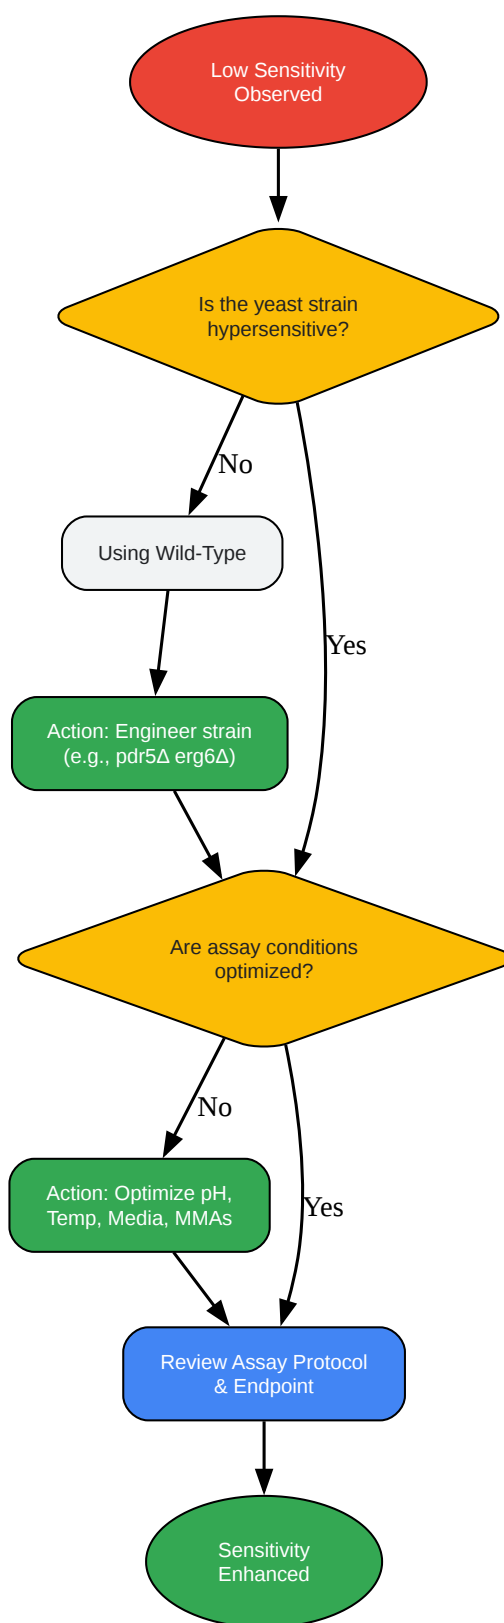 Low Sensitivity
Observed
Is the yeast strain
hypersensitive?
No
Using Wild-Type
Yes
Action: Engineer strain
(e.g., pdr5Δ erg6Δ)
Are assay conditions
optimized?
No
Action: Optimize pH,
Temp, Media, MMAs
Yes
Review Assay Protocol
& Endpoint
Sensitivity
Enhanced